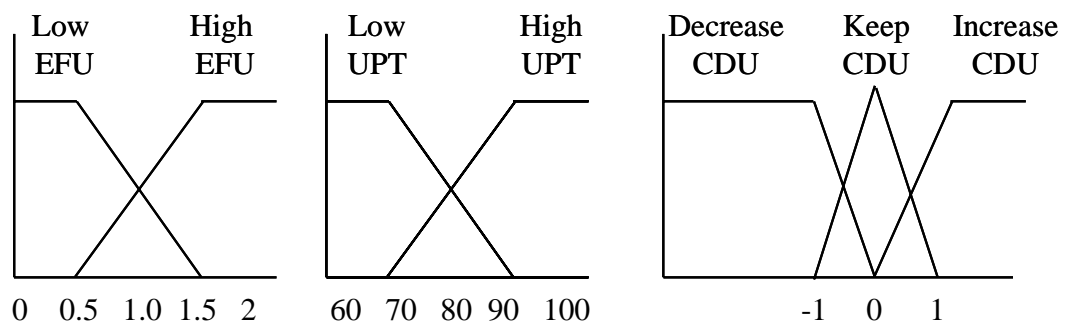 Low High
EFU EFU
0 0.5 1.0 1.5 2
Low High
UPT UPT
60 70 80 90 100
Decrease Keep Increase
CDU CDU CDU
-1 0 1